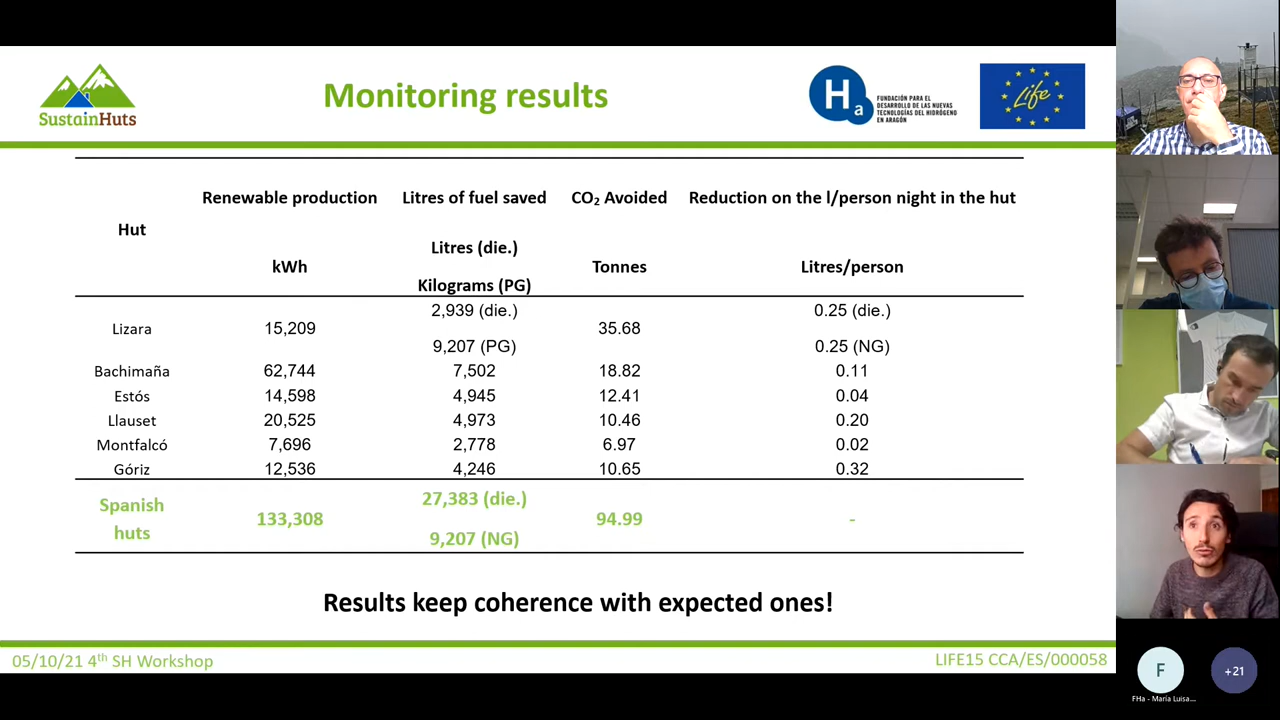 SustainHuts
Monitoring results
Ha
FUNDACIÓN PARA EL
DESARROLLO DE LAS NUEVAS
TECNOLOGÍAS DEL HIDRÓGENO
EN ARAGÓN
Life
Hut
Renewable production
Litres of fuel saved
CO₂ Avoided
Reduction on the l/person night in the hut
kWh
Litres (die.)
Kilograms (PG)
Tonnes
Litres/person
Lizara 15,209 2,939 (die.) 35.68 0.25 (die.)
9,207 (PG) 0.25 (NG)
Bachimaña 62,744 7,502 18.82 0.11
Estós 14,598 4,945 12.41 0.04
Llauset 20,525 4,973 10.46 0.20
Montfalcó 7,696 2,778 6.97 0.02
Góriz 12,536 4,246 10.65 0.32
Spanish
huts
133,308
27,383 (die.)
9,207 (NG)
94.99
-
Results keep coherence with expected ones!
05/10/21 4th SH Workshop
LIFE15 CCA/ES/000058
F
FHa - María Luisa...
+21